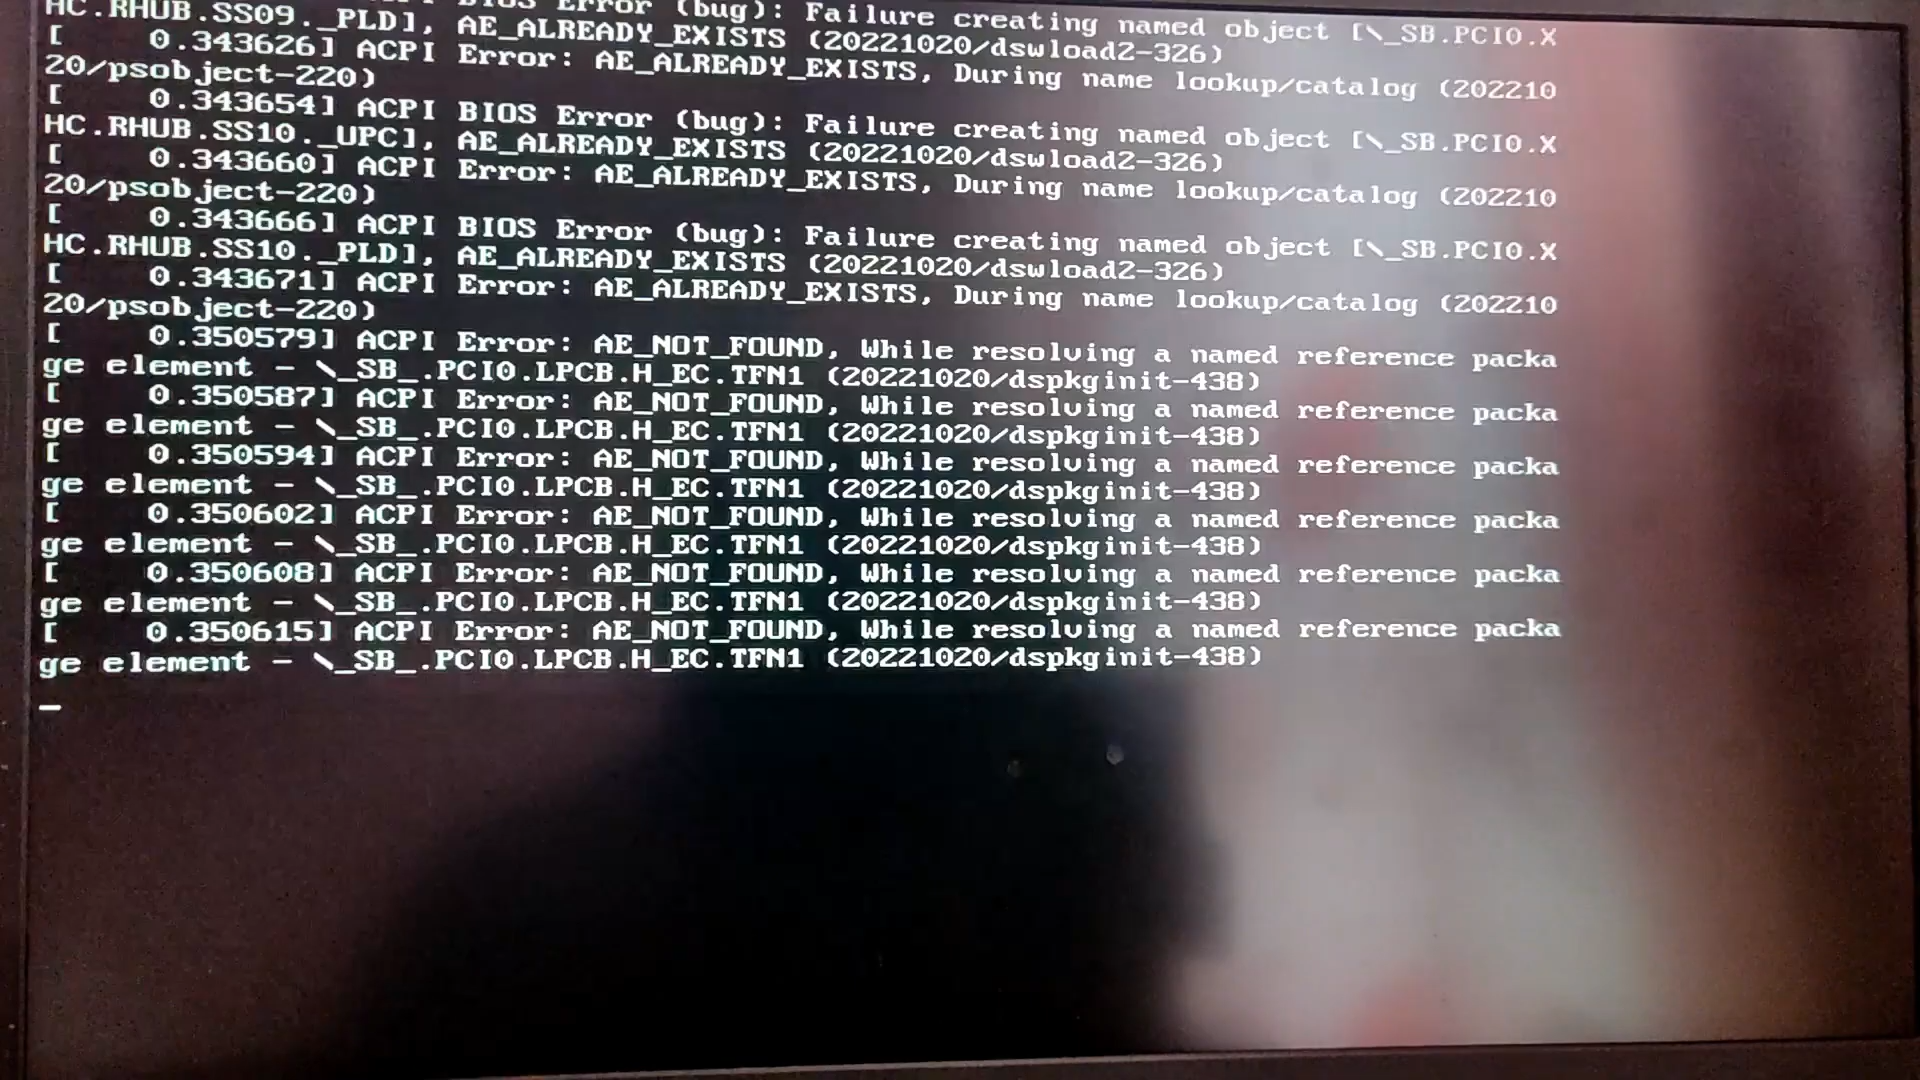 BIOS Error (bug): Failure creating named object [\_SB.PCI0.X
HC.RHUB.SS09._PLD], AE_ALREADY_EXISTS (20221020/dswload2-326)
[    0.343626] ACPI Error: AE_ALREADY_EXISTS, During name lookup/catalog (202210
20/psobject-220)
[    0.343654] ACPI BIOS Error (bug): Failure creating named object [\_SB.PCI0.X
HC.RHUB.SS10._UPC], AE_ALREADY_EXISTS (20221020/dswload2-326)
[    0.343660] ACPI Error: AE_ALREADY_EXISTS, During name lookup/catalog (202210
20/psobject-220)
[    0.343666] ACPI BIOS Error (bug): Failure creating named object [\_SB.PCI0.X
HC.RHUB.SS10._PLD], AE_ALREADY_EXISTS (20221020/dswload2-326)
[    0.343671] ACPI Error: AE_ALREADY_EXISTS, During name lookup/catalog (202210
20/psobject-220)
[    0.350579] ACPI Error: AE_NOT_FOUND, While resolving a named reference packa
ge element - \_SB_.PCI0.LPCB.H_EC.TFN1 (20221020/dspkginit-438)
[    0.350587] ACPI Error: AE_NOT_FOUND, While resolving a named reference packa
ge element - \_SB_.PCI0.LPCB.H_EC.TFN1 (20221020/dspkginit-438)
[    0.350594] ACPI Error: AE_NOT_FOUND, While resolving a named reference packa
ge element - \_SB_.PCI0.LPCB.H_EC.TFN1 (20221020/dspkginit-438)
[    0.350602] ACPI Error: AE_NOT_FOUND, While resolving a named reference packa
ge element - \_SB_.PCI0.LPCB.H_EC.TFN1 (20221020/dspkginit-438)
[    0.350608] ACPI Error: AE_NOT_FOUND, While resolving a named reference packa
ge element - \_SB_.PCI0.LPCB.H_EC.TFN1 (20221020/dspkginit-438)
[    0.350615] ACPI Error: AE_NOT_FOUND, While resolving a named reference packa
ge element - \_SB_.PCI0.LPCB.H_EC.TFN1 (20221020/dspkginit-438)
_